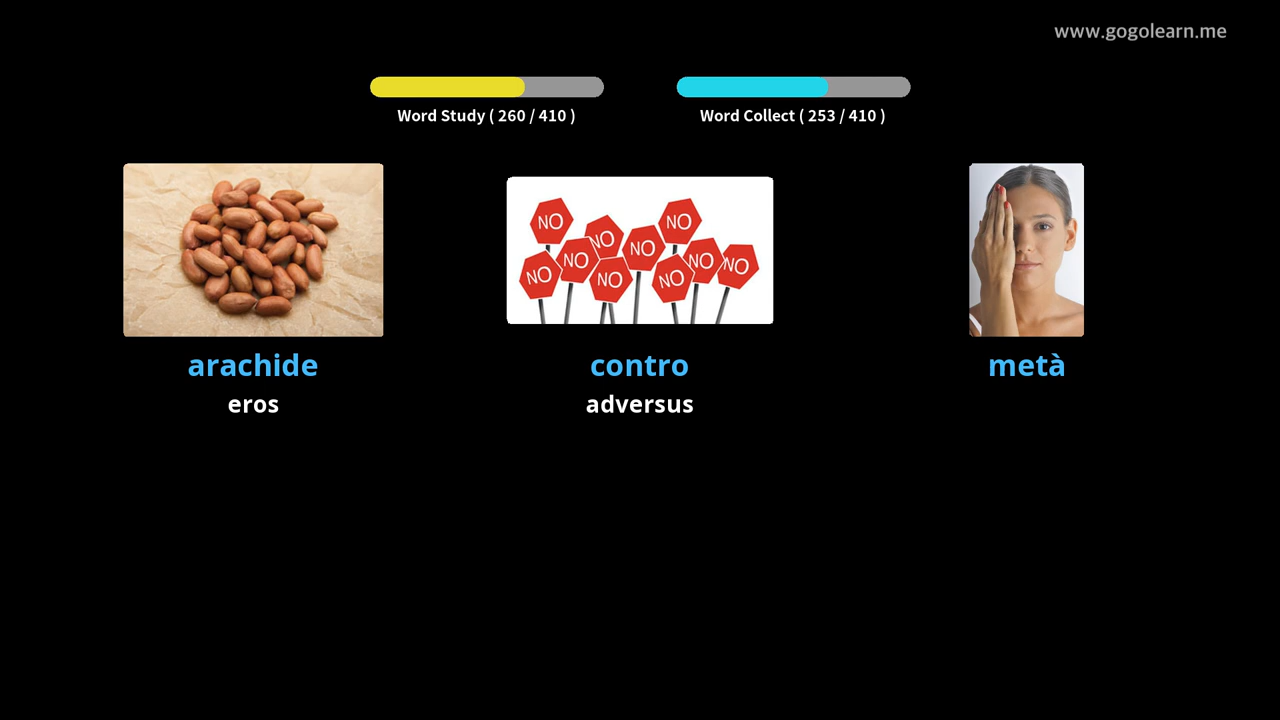 www.gogolearn.me
Word Study ( 260 / 410 )
Word Collect ( 253 / 410 )
NO
NO
NO
NO
NO
NO
NO
NO
NO
NO
arachide
contro
metà
eros
adversus